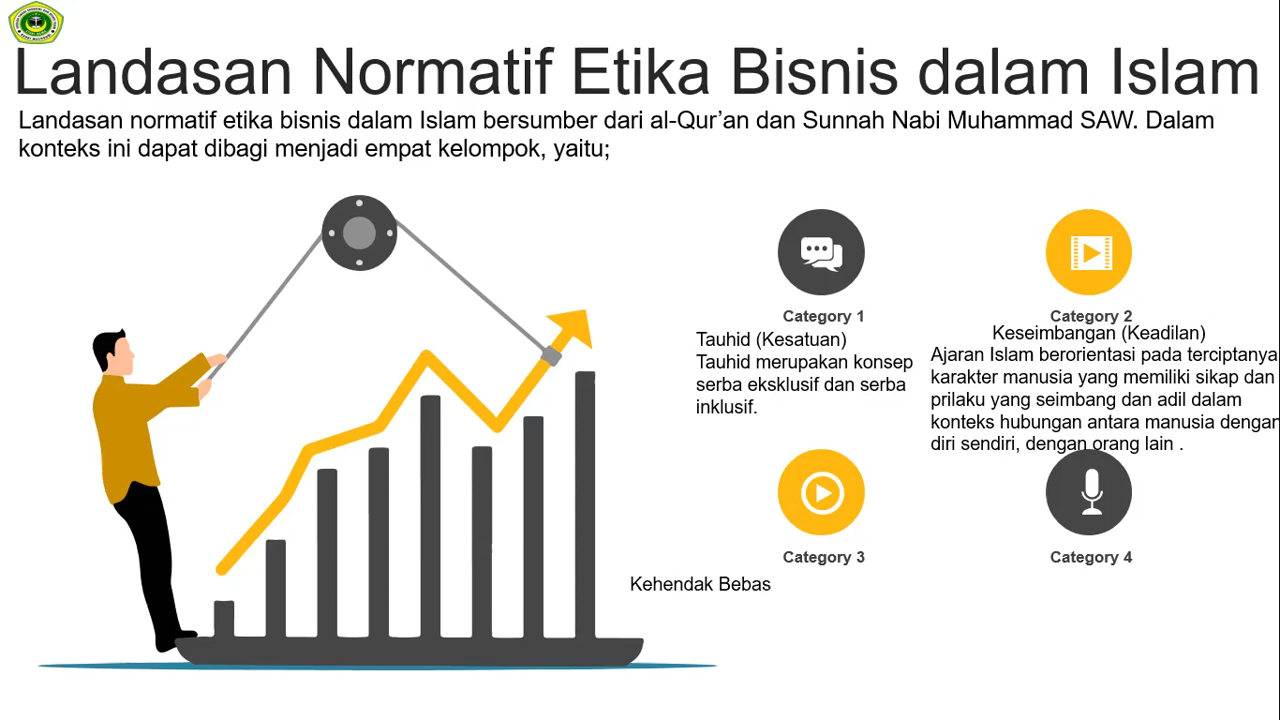 Landasan Normatif Etika Bisnis dalam Islam
Landasan normatif etika bisnis dalam Islam bersumber dari al-Qur’an dan Sunnah Nabi Muhammad SAW. Dalam
konteks ini dapat dibagi menjadi empat kelompok, yaitu;
Category 1
Tauhid (Kesatuan)
Tauhid merupakan konsep
serba eksklusif dan serba
inklusif.
Category 2
Keseimbangan (Keadilan)
Ajaran Islam berorientasi pada terciptanya
karakter manusia yang memiliki sikap dan
prilaku yang seimbang dan adil dalam
konteks hubungan antara manusia dengan
diri sendiri, dengan orang lain .
Category 3
Kehendak Bebas
Category 4